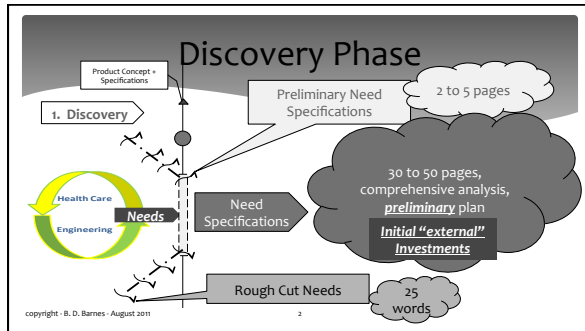 Discovery Phase
Product Concept +
Specifications
Preliminary Need
Specifications
2 to 5 pages
1. Discovery
30 to 50 pages,
comprehensive analysis,
preliminary plan
Initial “external”
Investments
Health Care
Engineering
Needs
Need
Specifications
Rough Cut Needs
25
words
copyright - B. D. Barnes - August 2011
2